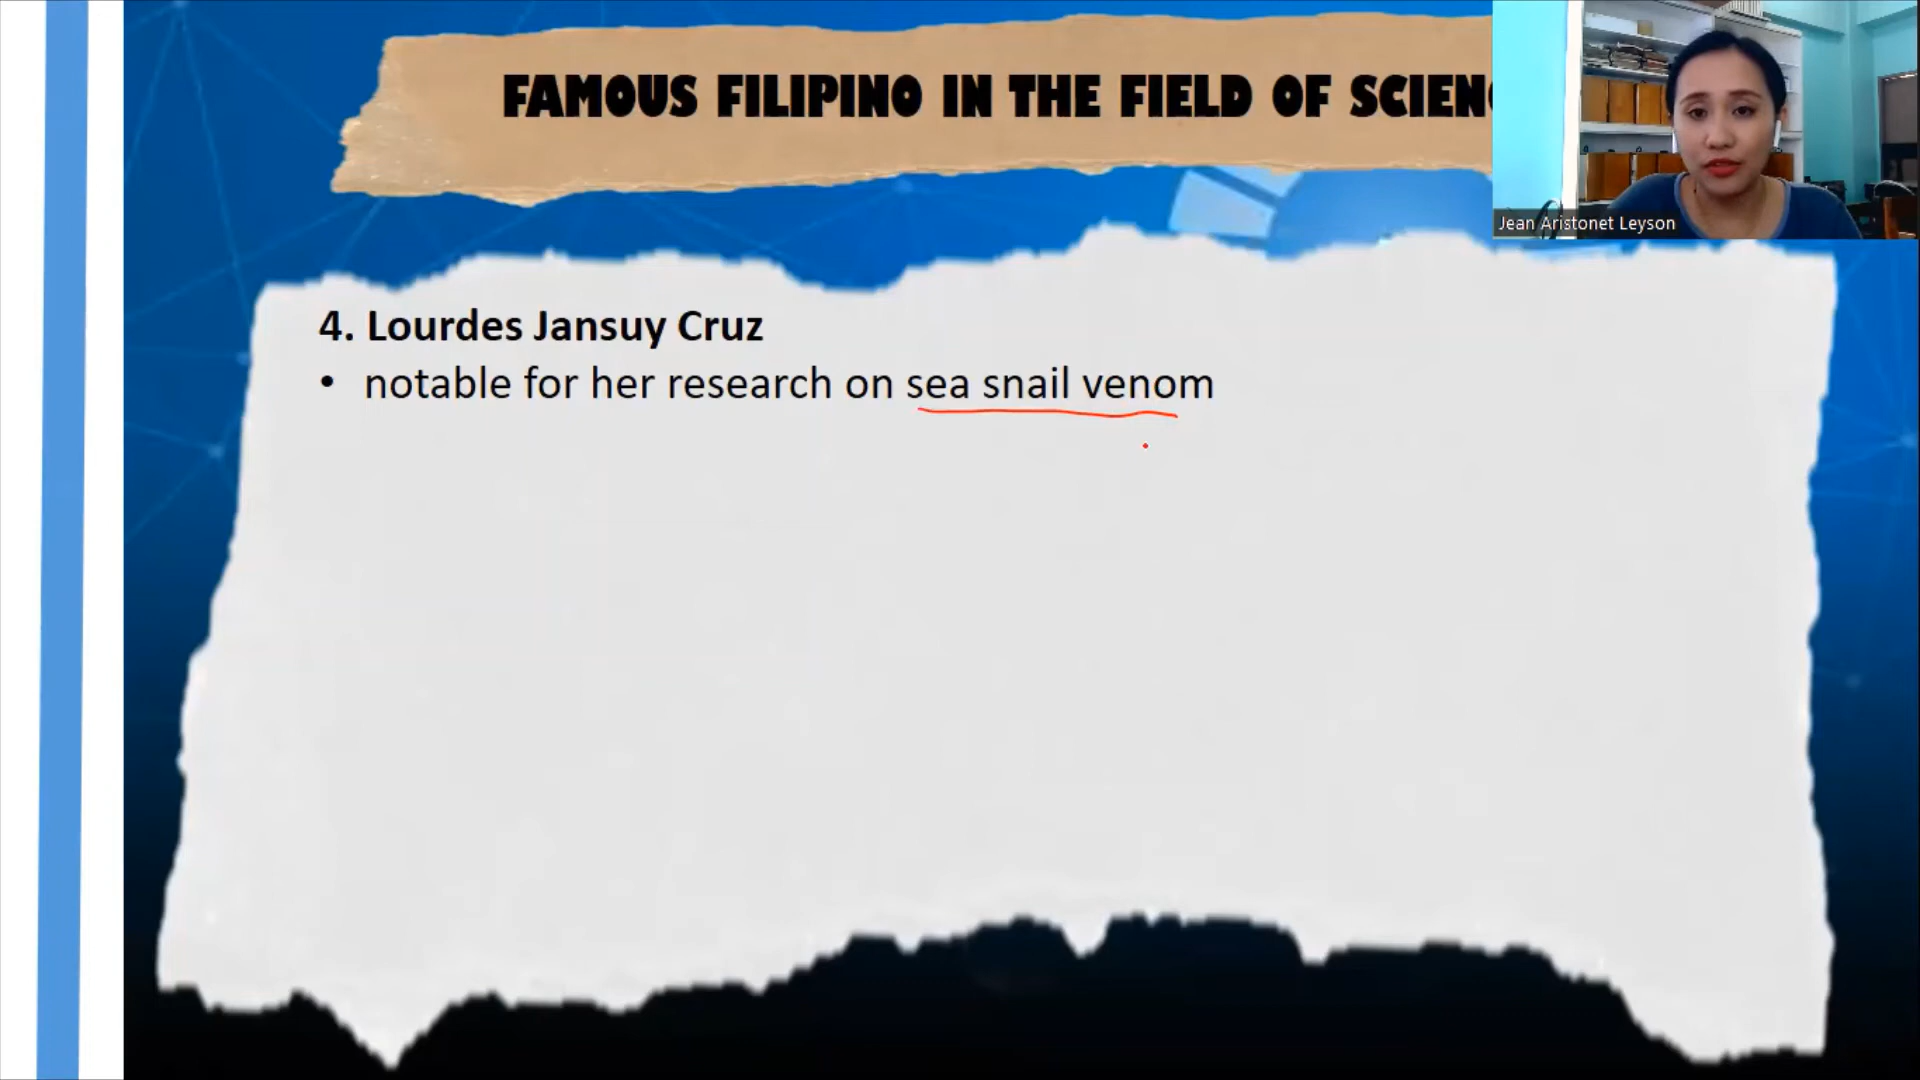 FAMOUS FILIPINO IN THE FIELD OF SCIEN
Jean Aristonet Leyson
4. Lourdes Jansuy Cruz
• notable for her research on sea snail venom